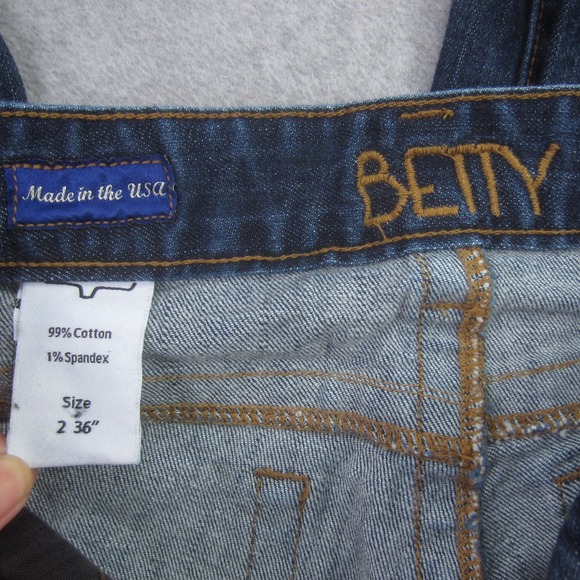 Made in the USA
BETTY
99% Cotton
1% Spandex
Size
2 36"